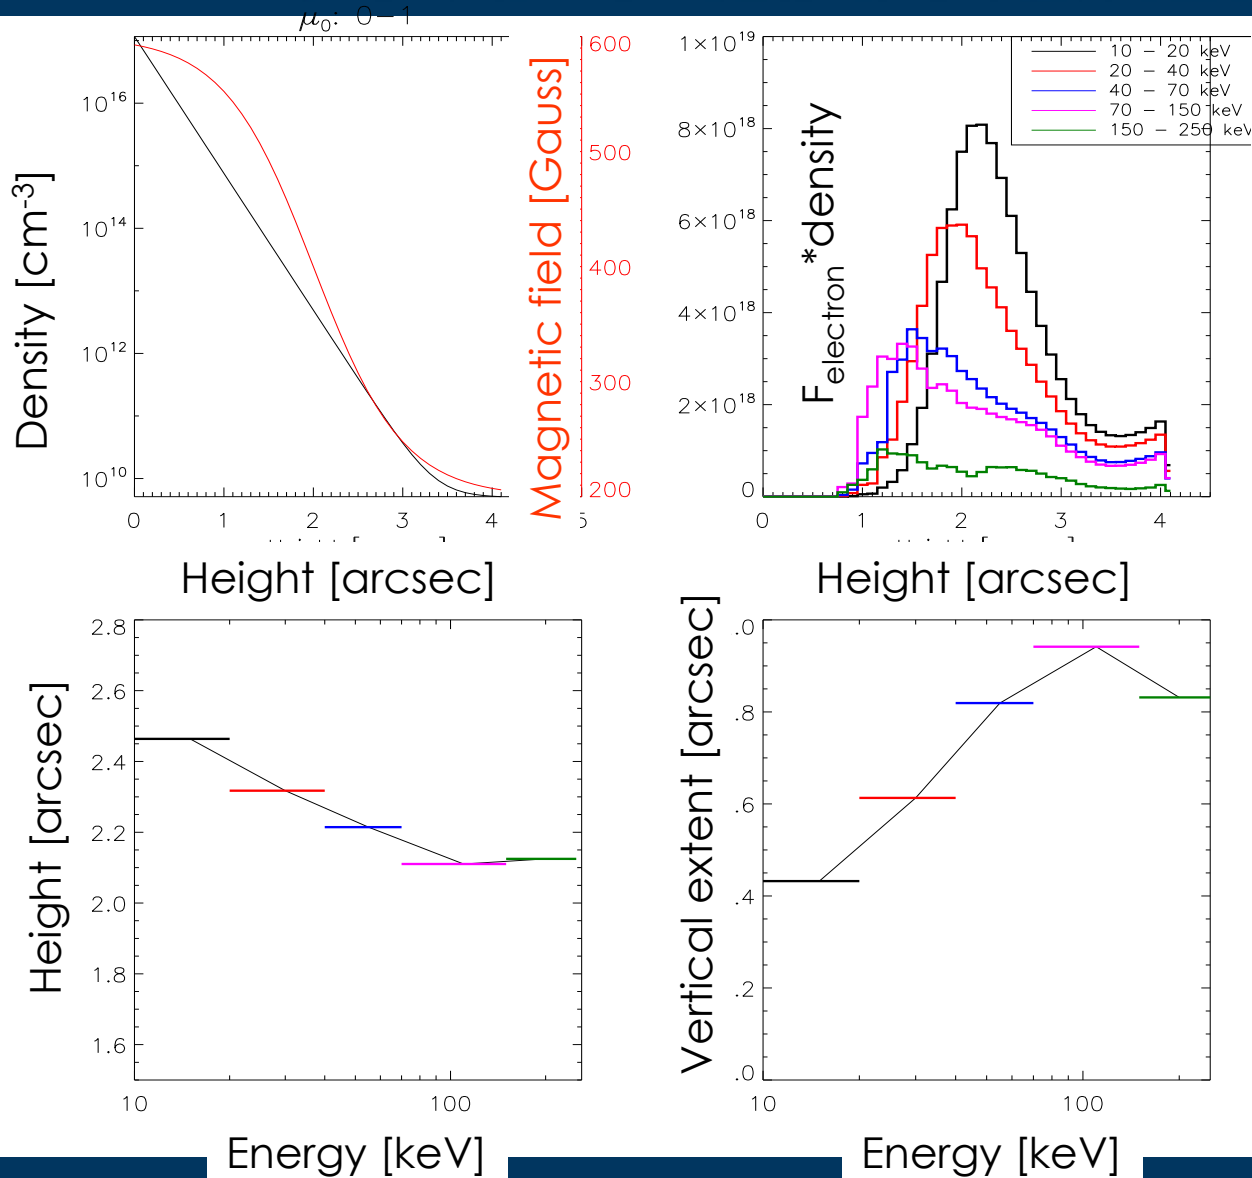 μ₀: 0−1
Density [cm-3]
10¹⁶
10¹⁴
10¹²
10¹⁰
0 1 2 3 4 5
Height [arcsec]
Magnetic field [Gauss]
600
500
400
300
200
1×10¹⁹
8×10¹⁸
6×10¹⁸
4×10¹⁸
2×10¹⁸
0
Felectron*density
10 − 20 keV
20 − 40 keV
40 − 70 keV
70 − 150 keV
150 − 250 keV
0 1 2 3 4
Height [arcsec]
Height [arcsec]
2.8
2.6
2.4
2.2
2.0
1.8
1.6
10 100
Energy [keV]
Vertical extent [arcsec]
.0
.8
.6
.4
.2
.0
10 100
Energy [keV]